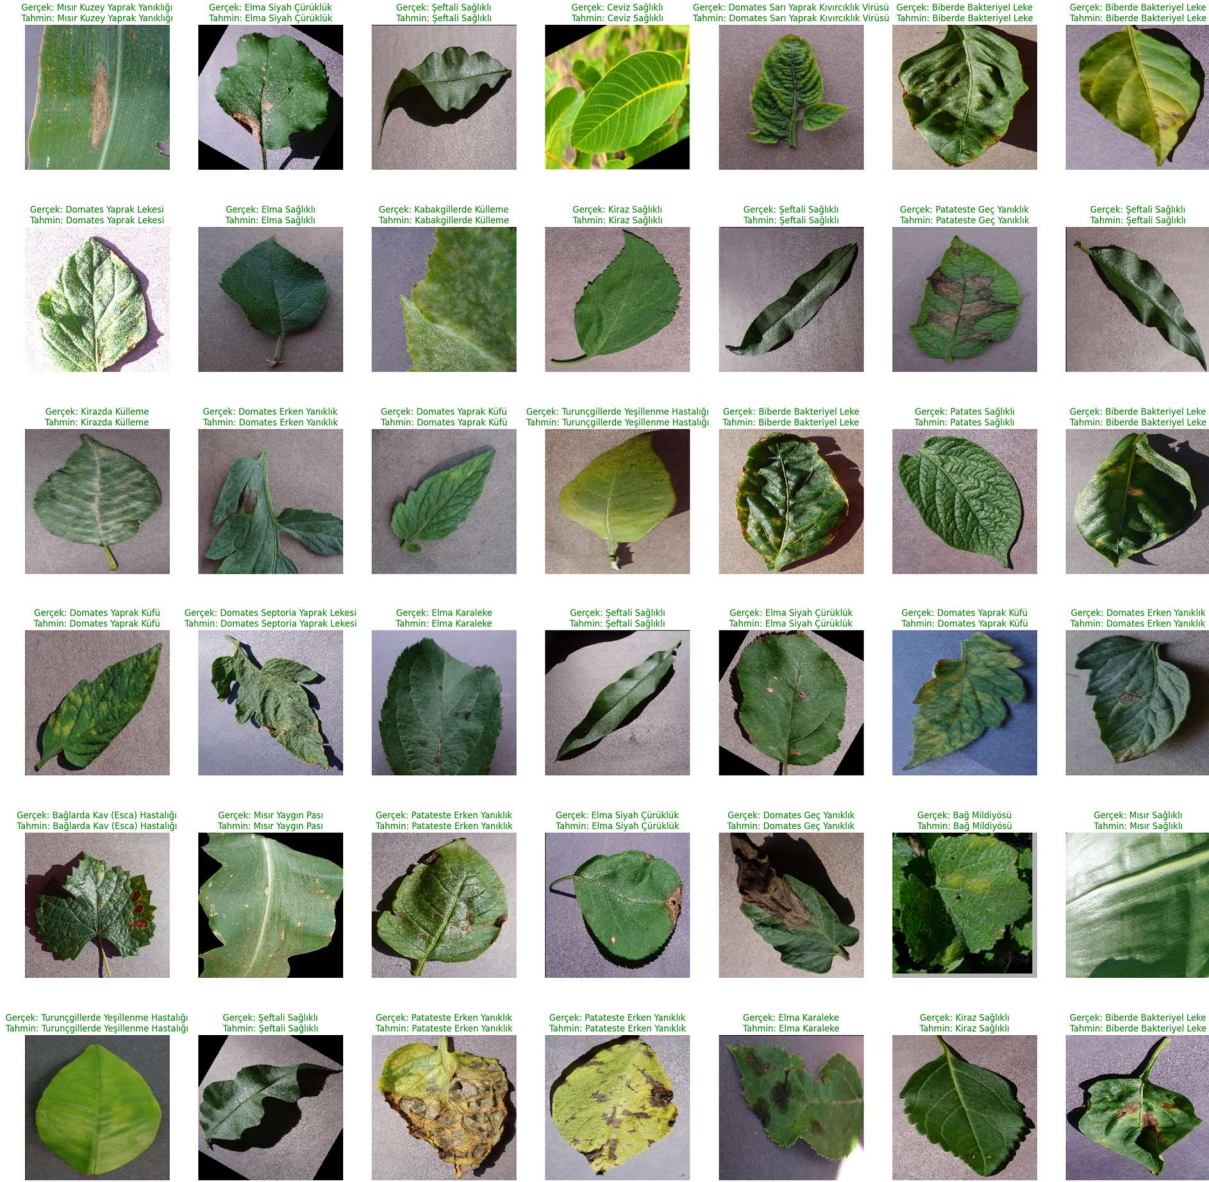 Gerçek: Mısır Kuzey Yaprak Yanıklığı
Tahmin: Mısır Kuzey Yaprak Yanıklığı
Gerçek: Elma Siyah Çürüklük
Tahmin: Elma Siyah Çürüklük
Gerçek: Şeftali Sağlıklı
Tahmin: Şeftali Sağlıklı
Gerçek: Ceviz Sağlıklı
Tahmin: Ceviz Sağlıklı
Gerçek: Domates Sarı Yaprak Kıvırcıklık Virüsü
Tahmin: Domates Sarı Yaprak Kıvırcıklık Virüsü
Gerçek: Biberde Bakteriyel Leke
Tahmin: Biberde Bakteriyel Leke
Gerçek: Biberde Bakteriyel Leke
Tahmin: Biberde Bakteriyel Leke
Gerçek: Domates Yaprak Lekesi
Tahmin: Domates Yaprak Lekesi
Gerçek: Elma Sağlıklı
Tahmin: Elma Sağlıklı
Gerçek: Kabakgillerde Külleme
Tahmin: Kabakgillerde Külleme
Gerçek: Kiraz Sağlıklı
Tahmin: Kiraz Sağlıklı
Gerçek: Şeftali Sağlıklı
Tahmin: Şeftali Sağlıklı
Gerçek: Patateste Geç Yanıklık
Tahmin: Patateste Geç Yanıklık
Gerçek: Şeftali Sağlıklı
Tahmin: Şeftali Sağlıklı
Gerçek: Kirazda Külleme
Tahmin: Kirazda Külleme
Gerçek: Domates Erken Yanıklık
Tahmin: Domates Erken Yanıklık
Gerçek: Domates Yaprak Küfü
Tahmin: Domates Yaprak Küfü
Gerçek: Turunçgillerde Yeşillenme Hastalığı
Tahmin: Turunçgillerde Yeşillenme Hastalığı
Gerçek: Biberde Bakteriyel Leke
Tahmin: Biberde Bakteriyel Leke
Gerçek: Patates Sağlıklı
Tahmin: Patates Sağlıklı
Gerçek: Biberde Bakteriyel Leke
Tahmin: Biberde Bakteriyel Leke
Gerçek: Domates Yaprak Küfü
Tahmin: Domates Yaprak Küfü
Gerçek: Domates Septoria Yaprak Lekesi
Tahmin: Domates Septoria Yaprak Lekesi
Gerçek: Elma Karaleke
Tahmin: Elma Karaleke
Gerçek: Şeftali Sağlıklı
Tahmin: Şeftali Sağlıklı
Gerçek: Elma Siyah Çürüklük
Tahmin: Elma Siyah Çürüklük
Gerçek: Domates Yaprak Küfü
Tahmin: Domates Yaprak Küfü
Gerçek: Domates Erken Yanıklık
Tahmin: Domates Erken Yanıklık
Gerçek: Bağlarda Kav (Esca) Hastalığı
Tahmin: Bağlarda Kav (Esca) Hastalığı
Gerçek: Mısır Yaygın Pası
Tahmin: Mısır Yaygın Pası
Gerçek: Patateste Erken Yanıklık
Tahmin: Patateste Erken Yanıklık
Gerçek: Elma Siyah Çürüklük
Tahmin: Elma Siyah Çürüklük
Gerçek: Domates Geç Yanıklık
Tahmin: Domates Geç Yanıklık
Gerçek: Bağ Mildiyösü
Tahmin: Bağ Mildiyösü
Gerçek: Mısır Sağlıklı
Tahmin: Mısır Sağlıklı
Gerçek: Turunçgillerde Yeşillenme Hastalığı
Tahmin: Turunçgillerde Yeşillenme Hastalığı
Gerçek: Şeftali Sağlıklı
Tahmin: Şeftali Sağlıklı
Gerçek: Patateste Erken Yanıklık
Tahmin: Patateste Erken Yanıklık
Gerçek: Patateste Erken Yanıklık
Tahmin: Patateste Erken Yanıklık
Gerçek: Elma Karaleke
Tahmin: Elma Karaleke
Gerçek: Kiraz Sağlıklı
Tahmin: Kiraz Sağlıklı
Gerçek: Biberde Bakteriyel Leke
Tahmin: Biberde Bakteriyel Leke